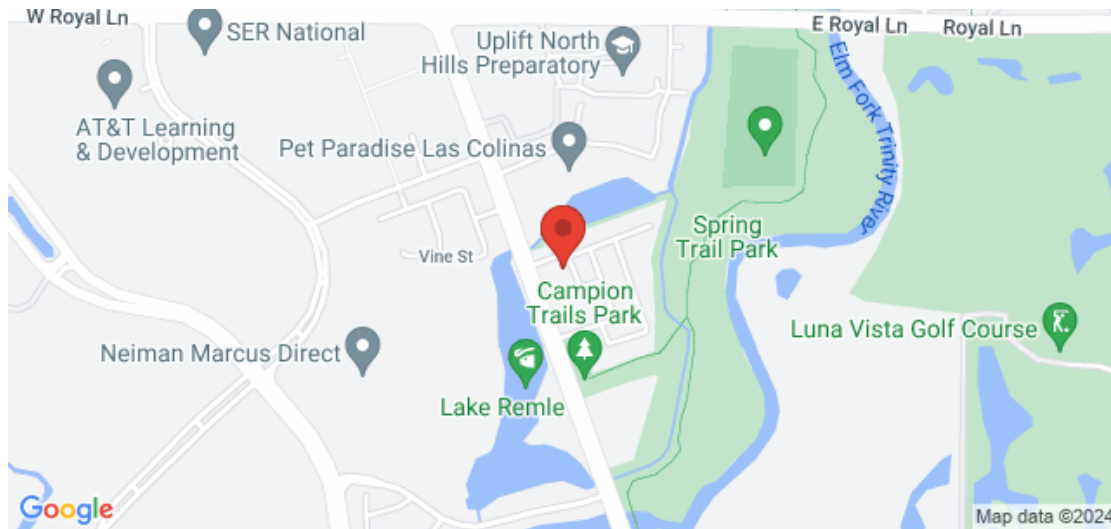 W Royal Ln
E Royal Ln
Royal Ln
SER National
Uplift North
Hills Preparatory
Elm Fork Trinity River
AT&T Learning
& Development
Pet Paradise Las Colinas
Spring
Trail Park
Vine St
Campion
Trails Park
Luna Vista Golf Course
Neiman Marcus Direct
Lake Remle
Google
Map data ©2024